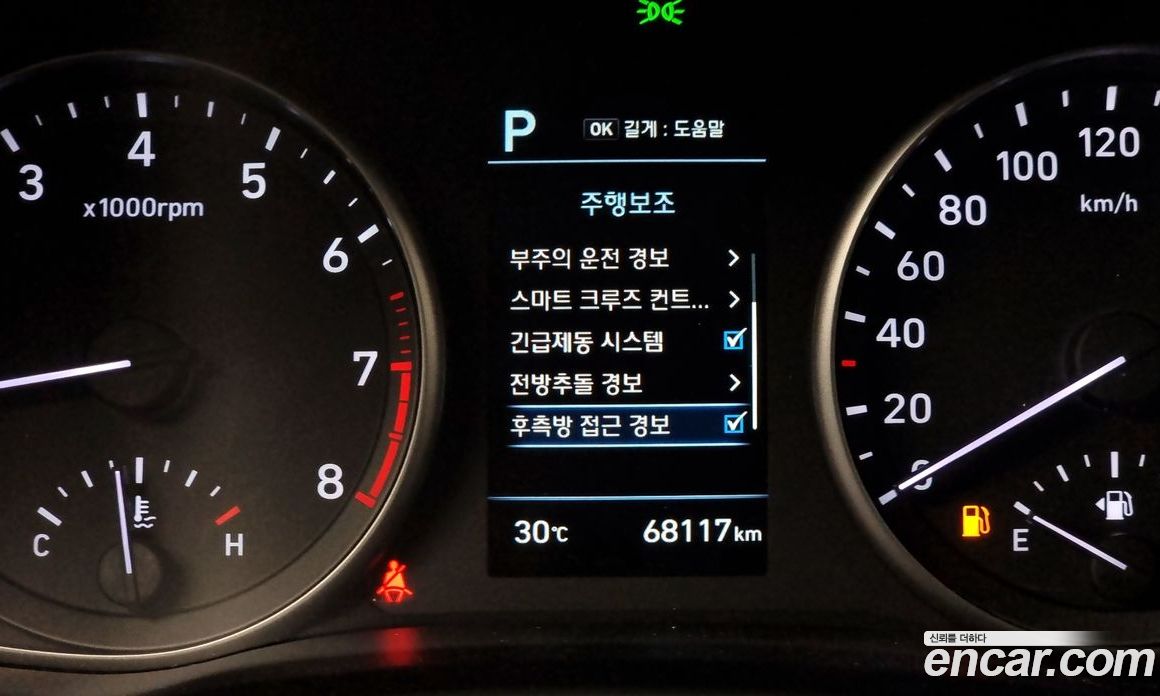 P
OK 길게 : 도움말
주행보조
부주의 운전 경보
스마트 크루즈 컨트...
긴급제동 시스템
전방추돌 경보
후측방 접근 경보
30℃ 68117km
3
4
5
6
7
8
x1000rpm
C
H
0
20
40
60
80
100
120
km/h
E
신뢰를 더하다
encar.com